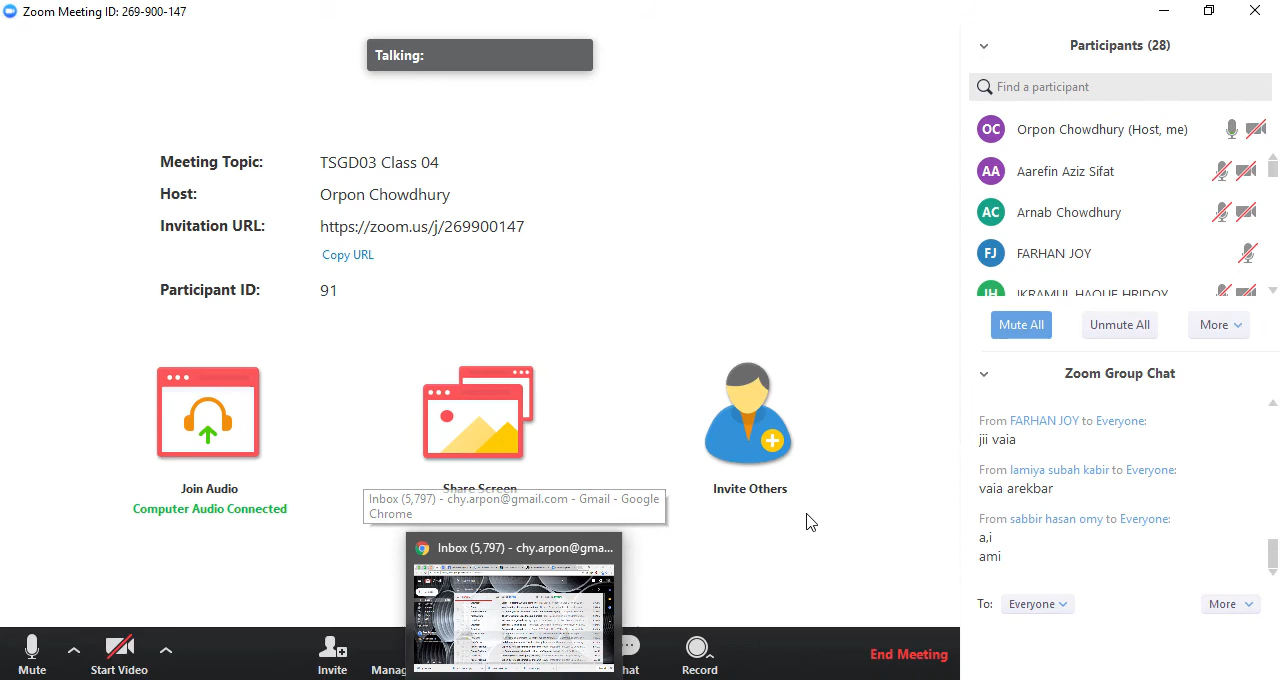 Zoom Meeting ID: 269-900-147
Talking:
Meeting Topic: TSGD03 Class 04
Host: Orpon Chowdhury
Invitation URL: https://zoom.us/j/269900147
Copy URL
Participant ID: 91
Join Audio
Computer Audio Connected
Share Screen
Invite Others
Inbox (5,797) - chy.arpon@gmail.com - Gmail - Google
Chrome
Inbox (5,797) - chy.arpon@gma...
Mute
Start Video
Invite
Manag
hat
Record
End Meeting
Participants (28)
Find a participant
OC Orpon Chowdhury (Host, me)
AA Aarefin Aziz Sifat
AC Arnab Chowdhury
FJ FARHAN JOY
IH IKRAMUL HAQUE HRIDOY
Mute All
Unmute All
More
Zoom Group Chat
From FARHAN JOY to Everyone:
jii vaia
From lamiya subah kabir to Everyone:
vaia arekbar
From sabbir hasan omy to Everyone:
a,i
ami
To: Everyone
More